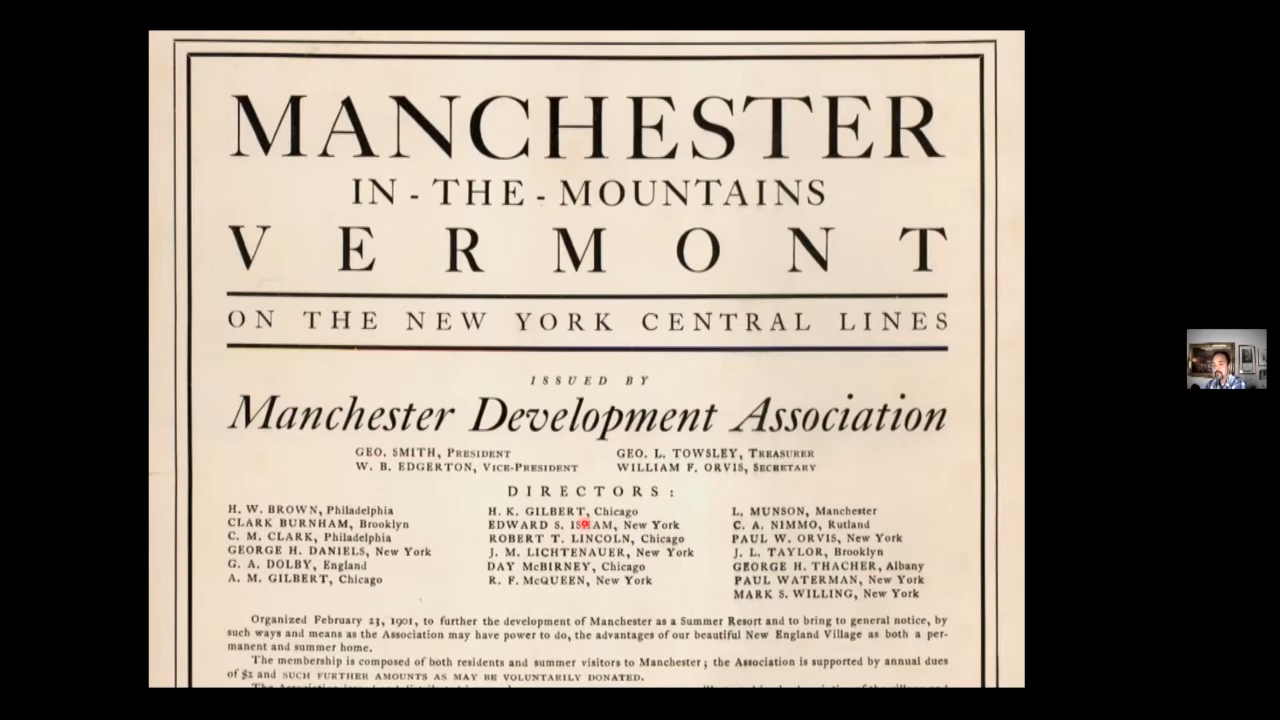 MANCHESTER
IN-THE-MOUNTAINS
VERMONT
ON THE NEW YORK CENTRAL LINES
ISSUED BY
Manchester Development Association
GEO. SMITH, PRESIDENT
W. B. EDGERTON, VICE-PRESIDENT
GEO. L. TOWSLEY, TREASURER
WILLIAM F. ORVIS, SECRETARY
DIRECTORS:
H. W. BROWN, Philadelphia
CLARK BURNHAM, Brooklyn
C. M. CLARK, Philadelphia
GEORGE H. DANIELS, New York
G. A. DOLBY, England
A. M. GILBERT, Chicago
H. K. GILBERT, Chicago
EDWARD S. New York
ROBERT T. LINCOLN, Chicago
J. M. LICHTENAUER, New York
DAY McBIRNEY, Chicago
R. F. McQUEEN, New York
L. MUNSON, Manchester
C. A. NIMMO, Rutland
PAUL W. ORVIS, New York
J. L. TAYLOR, Brooklyn
GEORGE H. THACHER, Albany
PAUL WATERMAN, New York
MARK S. WILLING, New York
Organized February 23, 1901, to further the development of Manchester as a Summer Resort and to bring to general notice, by
such ways and means as the Association may have power to do, the advantages of our beautiful New England Village as both a per-
manent and summer home.
The membership is composed of both residents and summer visitors to Manchester; the Association is supported by annual dues
of $2 and SUCH FURTHER AMOUNTS AS MAY BE VOLUNTARILY DONATED.